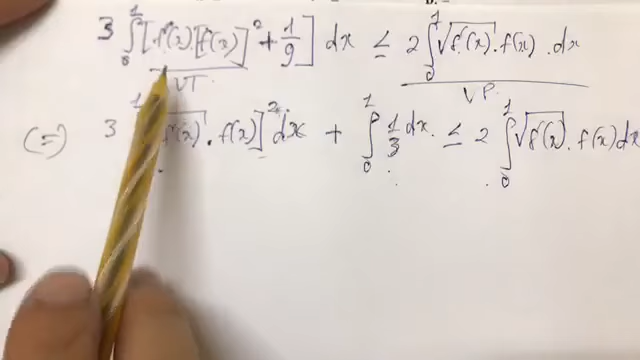 3 ∫₀¹ [f'(x).[f(x)]² + 1/9] dx ≤ 2 ∫₀¹ √f'(x) . f(x) . dx
VT VP
(=) 3 f'(x) . f(x)]² dx + ∫₀¹ 1/3 dx ≤ 2 ∫₀¹ √f'(x) . f(x) dx